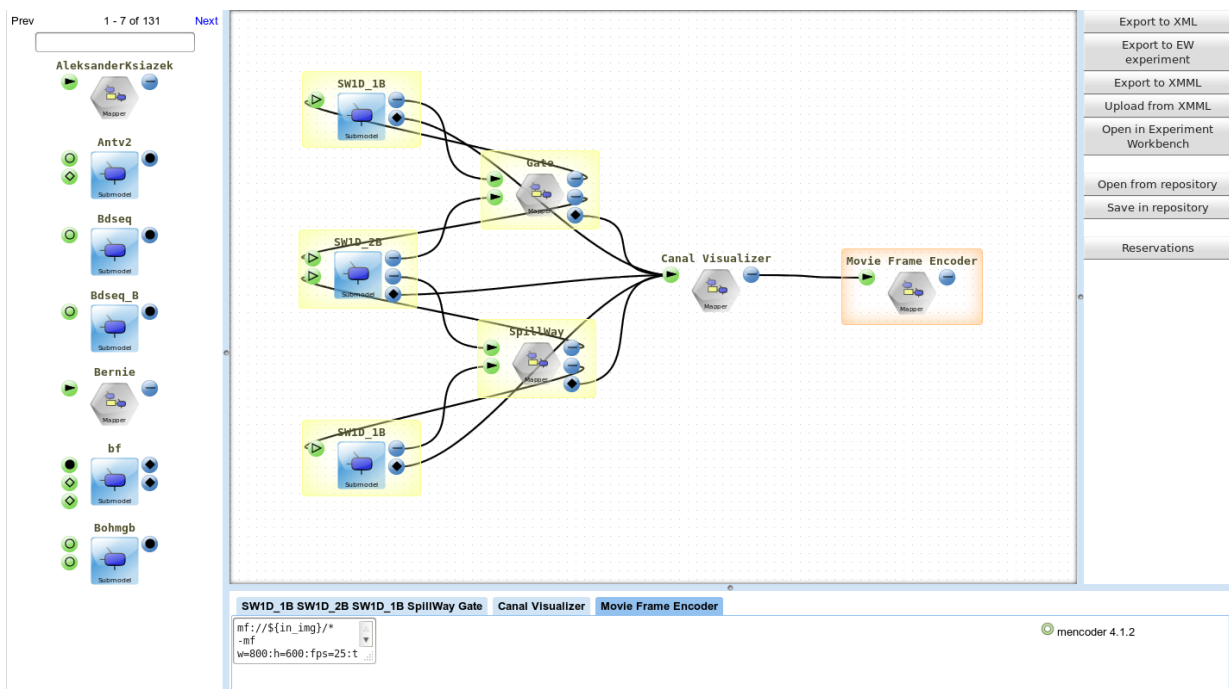 Prev 1 - 7 of 131 Next
AleksanderKsiazek
Mapper
Antv2
Submodel
Bdseq
Submodel
Bdseq_B
Submodel
Bernie
Mapper
bf
Submodel
Bohmgb
Submodel
SW1D_1B
Submodel
Gate
Mapper
SW1D_2B
Submodel
Canal Visualizer
Mapper
Movie Frame Encoder
Mapper
SpillWay
Mapper
SW1D_1B
Submodel
Export to XML
Export to EW
experiment
Export to XMML
Upload from XMML
Open in Experiment
Workbench
Open from repository
Save in repository
Reservations
SW1D_1B SW1D_2B SW1D_1B SpillWay Gate Canal Visualizer Movie Frame Encoder
mf://${in_img}/*
-mf
w=800:h=600:fps=25:t
mencoder 4.1.2